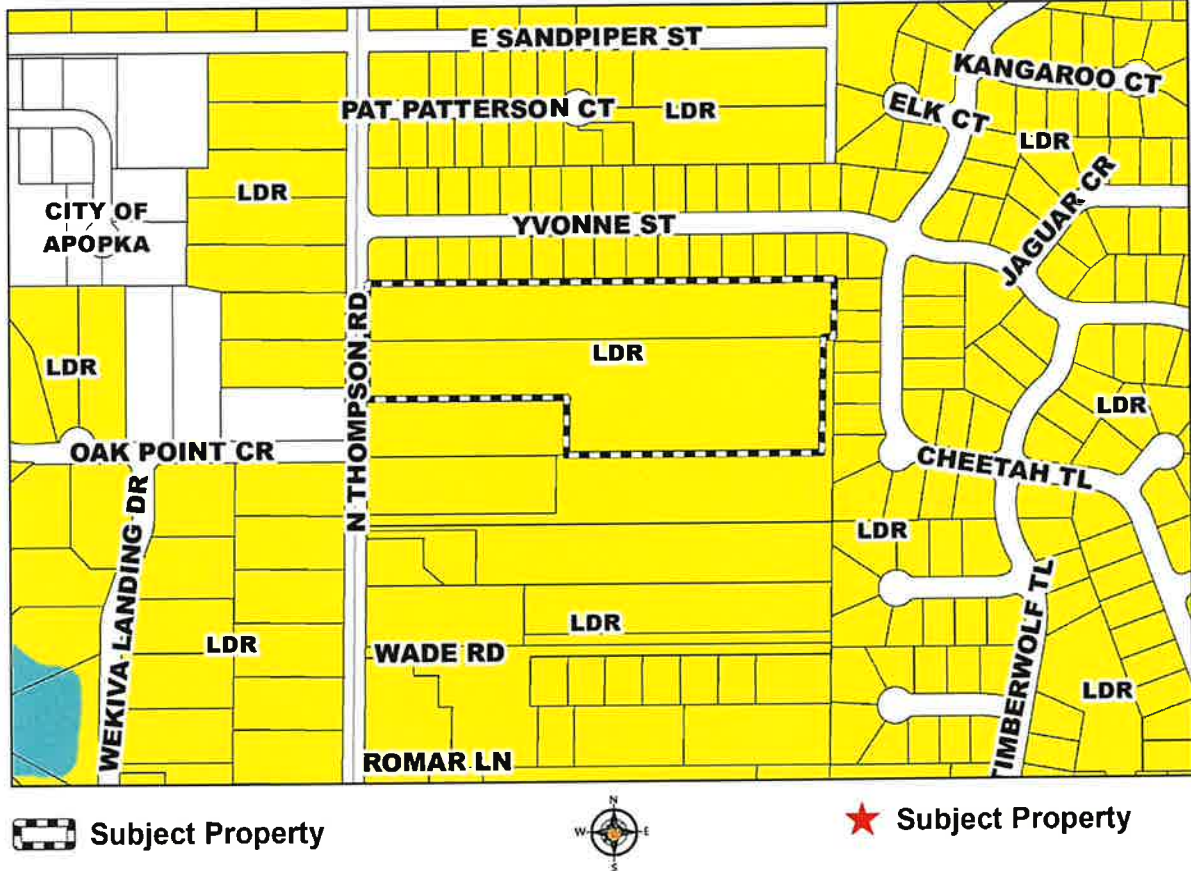 E SANDPIPER ST
KANGAROO CT
PAT PATTERSON CT
LDR
ELK CT
LDR
LDR
JAGUAR CR
CITY OF
APOPKA
YVONNE ST
N THOMPSON RD
LDR
LDR
LDR
OAK POINT CR
CHEETAH TL
WEKIVA LANDING DR
LDR
TIMBERWOLF TL
LDR
LDR
WADE RD
LDR
ROMAR LN
N
W
E
S
Subject Property
Subject Property